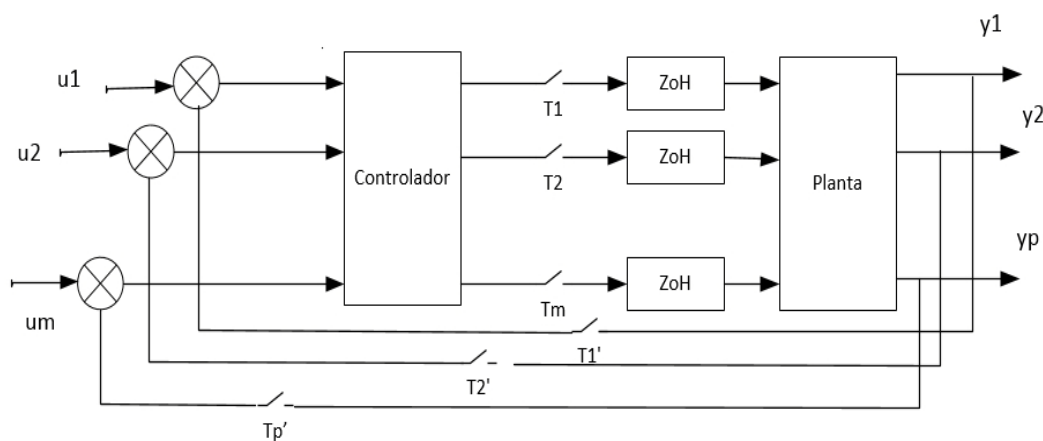 y1
u1
ZoH
T1
y2
u2
Controlador
ZoH
Planta
T2
yp
ZoH
um
Tm
T1'
T2'
Tp’